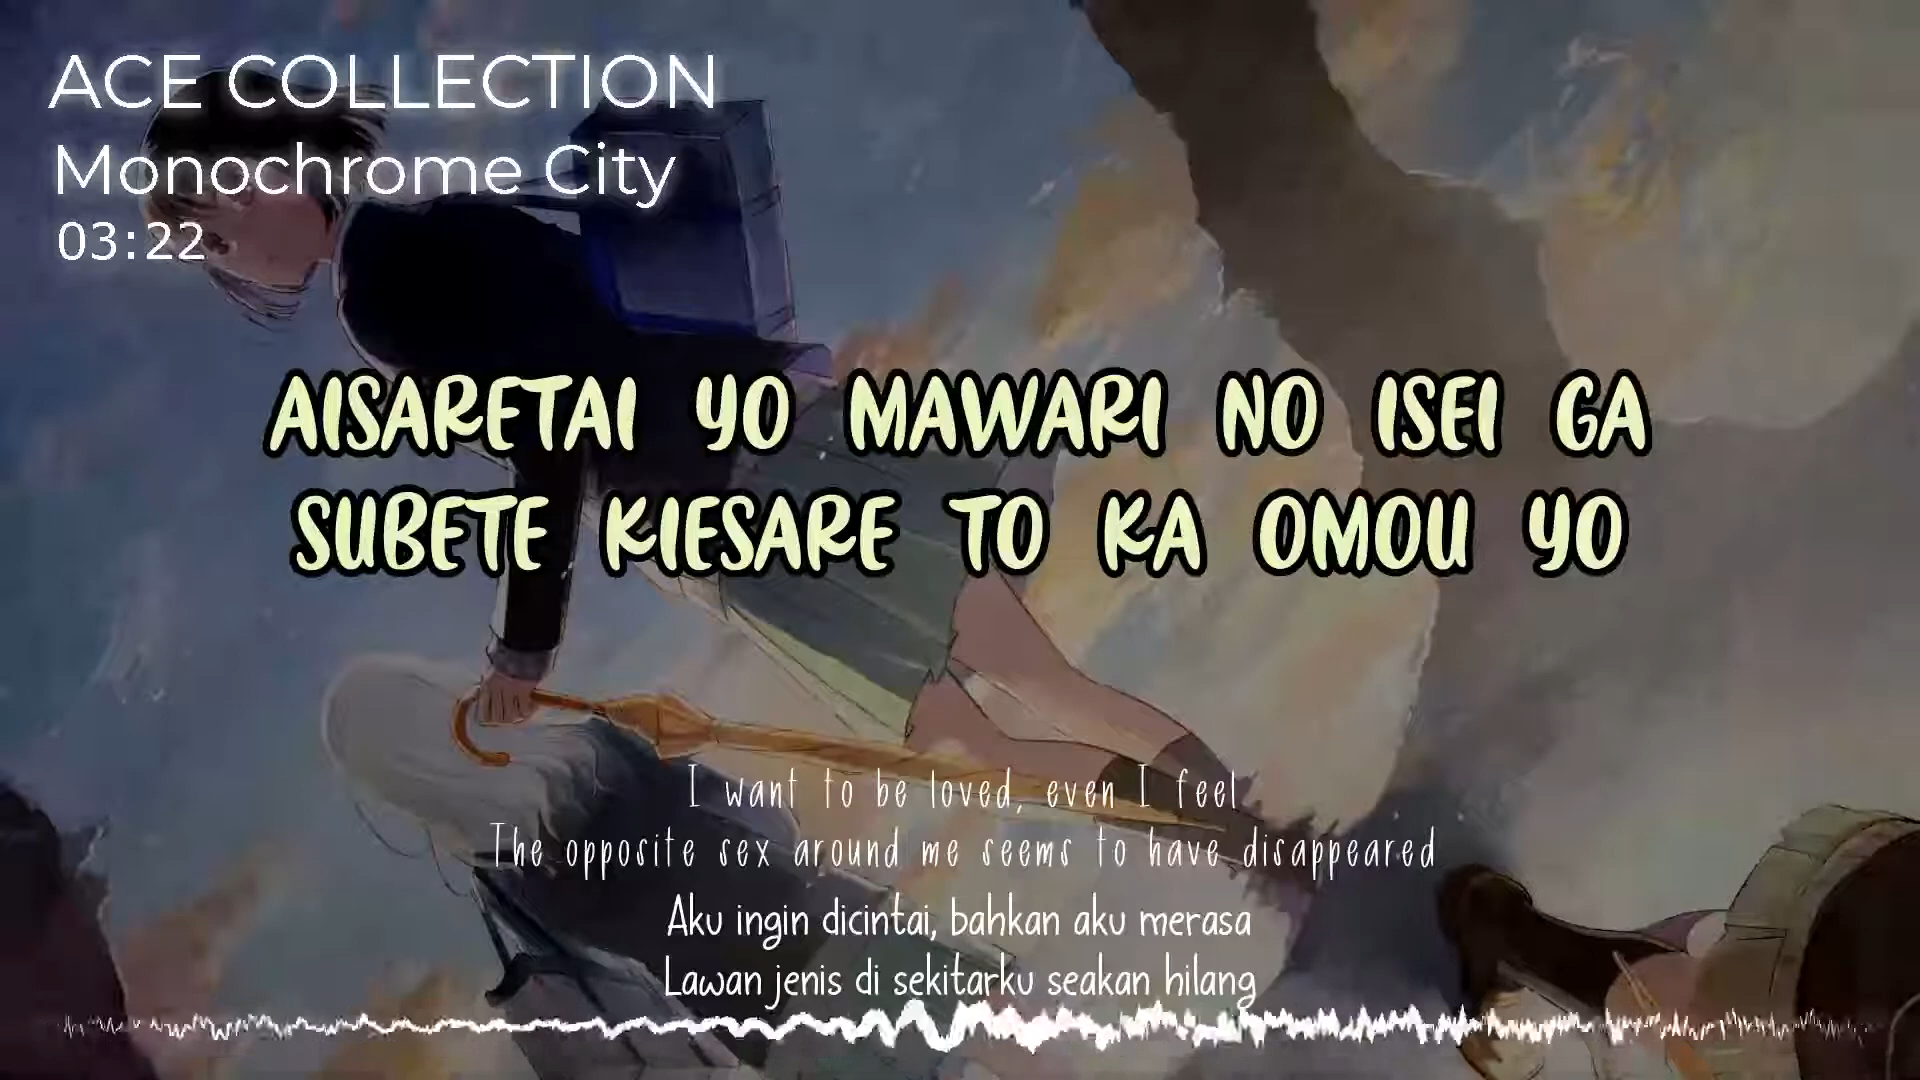 ACE COLLECTION
Monochrome City
03:22
AISARETAI YO MAWARI NO ISEI GA
SUBETE KIESARE TO KA OMOU YO
I want to be loved, even I feel
The opposite sex around me seems to have disappeared
Aku ingin dicintai, bahkan aku merasa
Lawan jenis di sekitarku seakan hilang